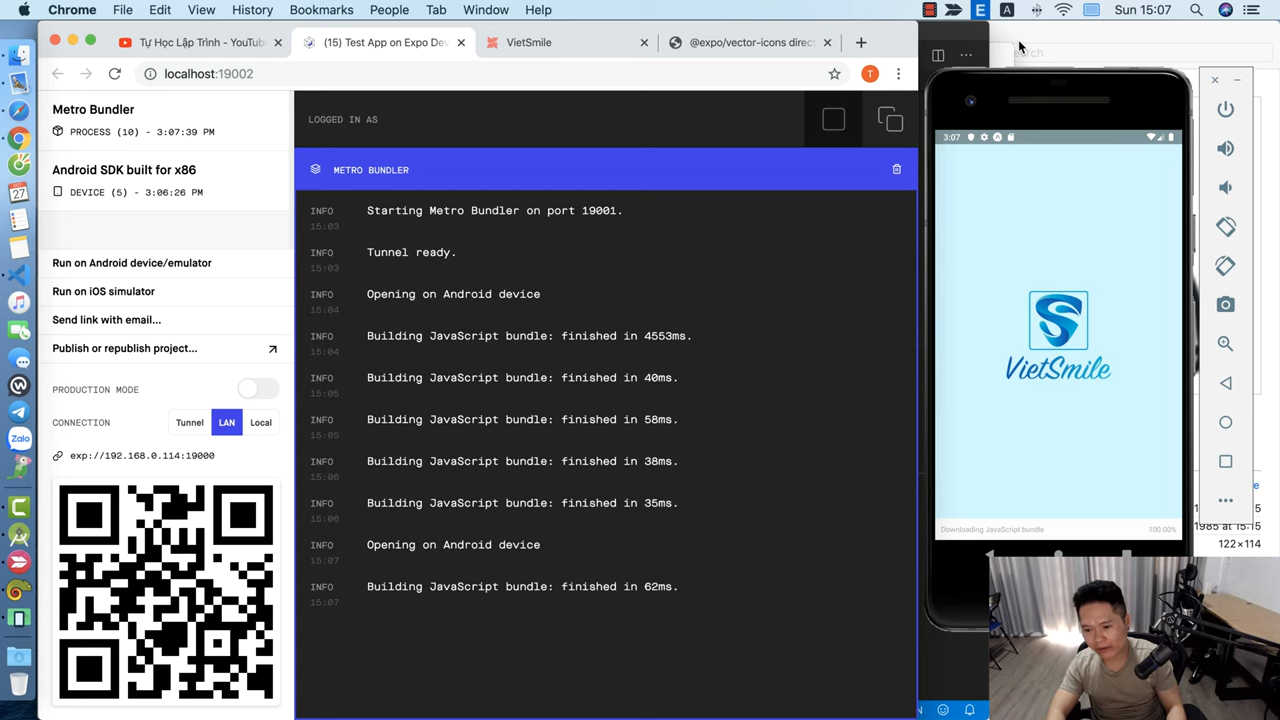 Chrome File Edit View History Bookmarks People Tab Window Help
E A Sun 15:07
Tự Học Lập Trình - YouTub
(15) Test App on Expo Dev
VietSmile
@expo/vector-icons direct
localhost:19002
T
Metro Bundler
PROCESS (10) - 3:07:39 PM
Android SDK built for x86
DEVICE (5) - 3:06:26 PM
Run on Android device/emulator
Run on iOS simulator
Send link with email...
Publish or republish project...
PRODUCTION MODE
CONNECTION Tunnel LAN Local
exp://192.168.0.114:19000
LOGGED IN AS
METRO BUNDLER
INFO Starting Metro Bundler on port 19001.
15:03
INFO Tunnel ready.
15:03
INFO Opening on Android device
15:04
INFO Building JavaScript bundle: finished in 4553ms.
15:04
INFO Building JavaScript bundle: finished in 40ms.
15:05
INFO Building JavaScript bundle: finished in 58ms.
15:05
INFO Building JavaScript bundle: finished in 38ms.
15:06
INFO Building JavaScript bundle: finished in 35ms.
15:06
INFO Opening on Android device
15:07
INFO Building JavaScript bundle: finished in 62ms.
15:07
3:07
VietSmile
Downloading JavaScript bundle 100.00%
1985 at 15:15
122×114
OCT
27
Zalo